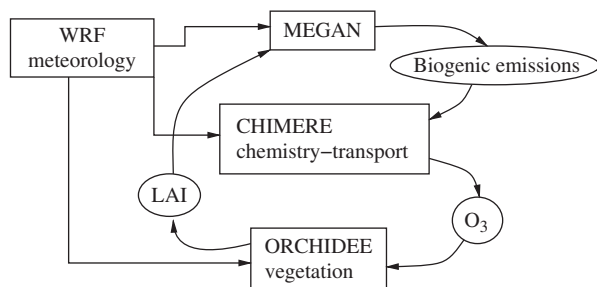 WRF
meteorology
MEGAN
Biogenic emissions
CHIMERE
chemistry−transport
LAI
O₃
ORCHIDEE
vegetation